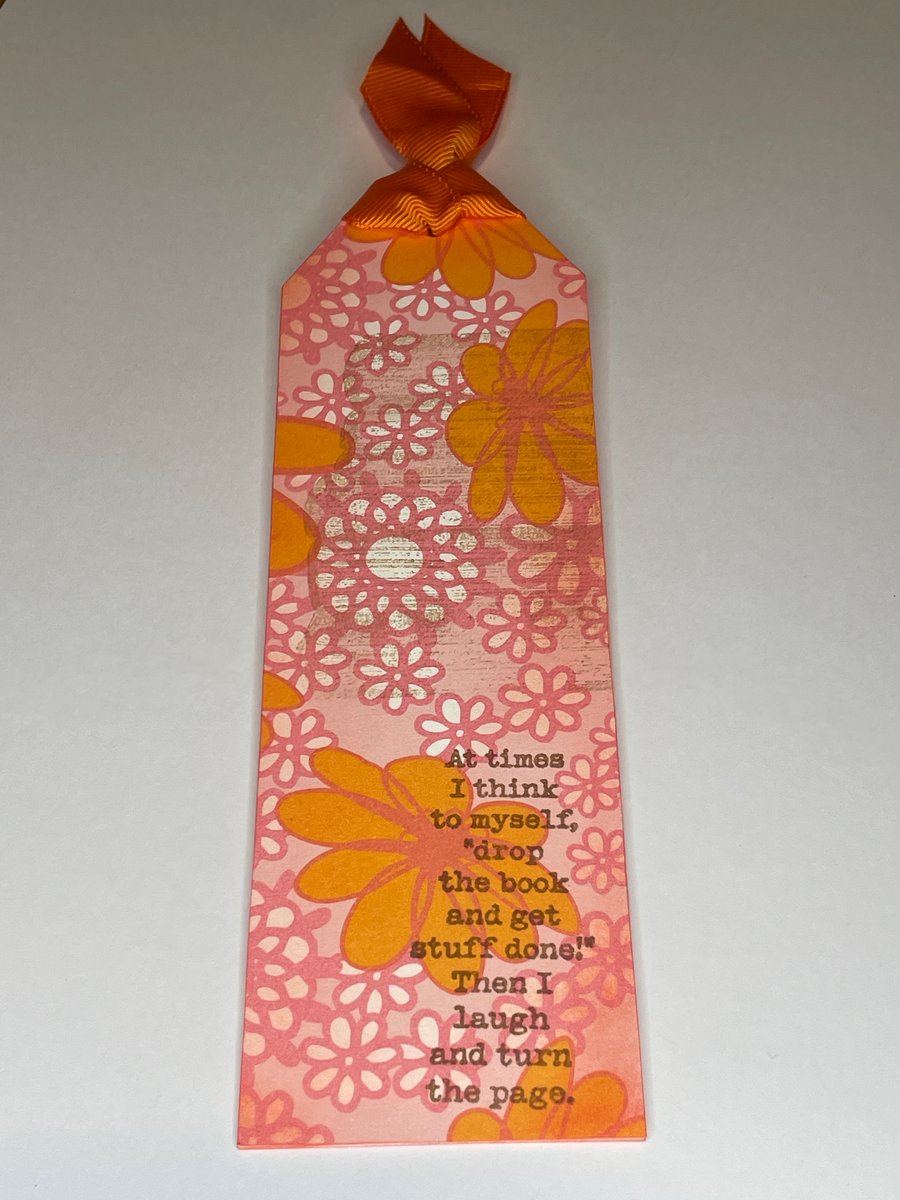 At times
I think
to myself,
"drop
the book
and get
stuff done!"
Then I
laugh
and turn
the page.